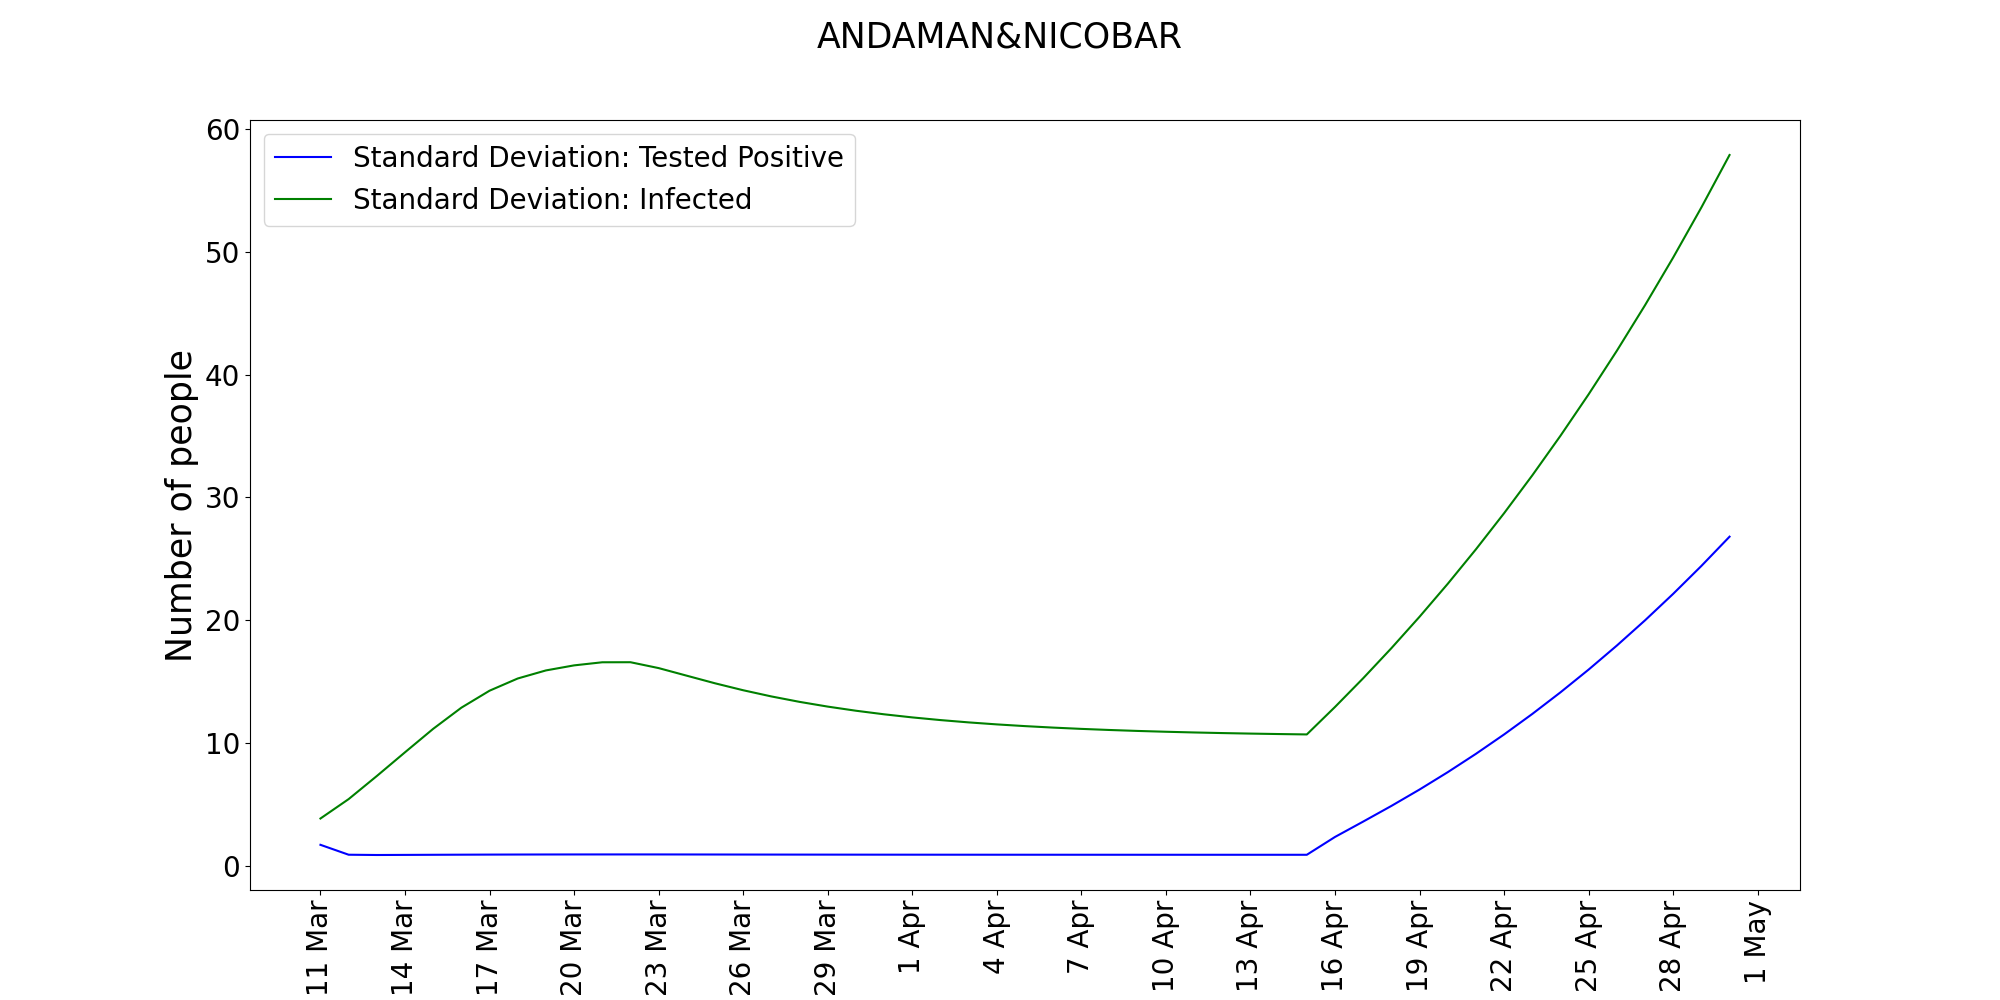 ANDAMAN&NICOBAR
60
50
40
30
20
10
0
Number of people
Standard Deviation: Tested Positive
Standard Deviation: Infected
11 Mar
14 Mar
17 Mar
20 Mar
23 Mar
26 Mar
29 Mar
1 Apr
4 Apr
7 Apr
10 Apr
13 Apr
16 Apr
19 Apr
22 Apr
25 Apr
28 Apr
1 May